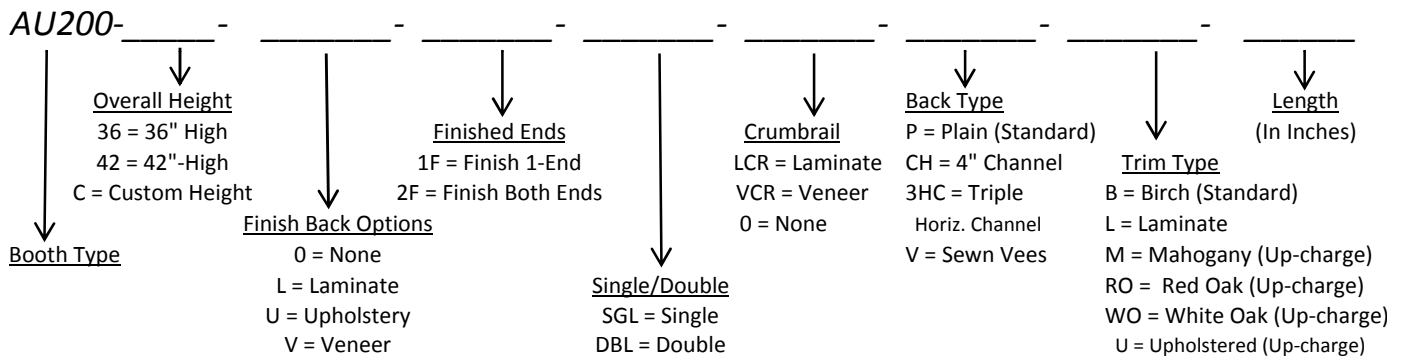 AU200-_____- _______- _______- _______- _______- _______- _______- ______
Overall Height
36 = 36" High
42 = 42"-High
C = Custom Height
Booth Type
Finish Back Options
0 = None
L = Laminate
U = Upholstery
V = Veneer
Finished Ends
1F = Finish 1-End
2F = Finish Both Ends
Single/Double
SGL = Single
DBL = Double
Crumbrail
LCR = Laminate
VCR = Veneer
0 = None
Back Type
P = Plain (Standard)
CH = 4" Channel
3HC = Triple
Horiz. Channel
V = Sewn Vees
Trim Type
B = Birch (Standard)
L = Laminate
M = Mahogany (Up-charge)
RO = Red Oak (Up-charge)
WO = White Oak (Up-charge)
U = Upholstered (Up-charge)
Length
(In Inches)